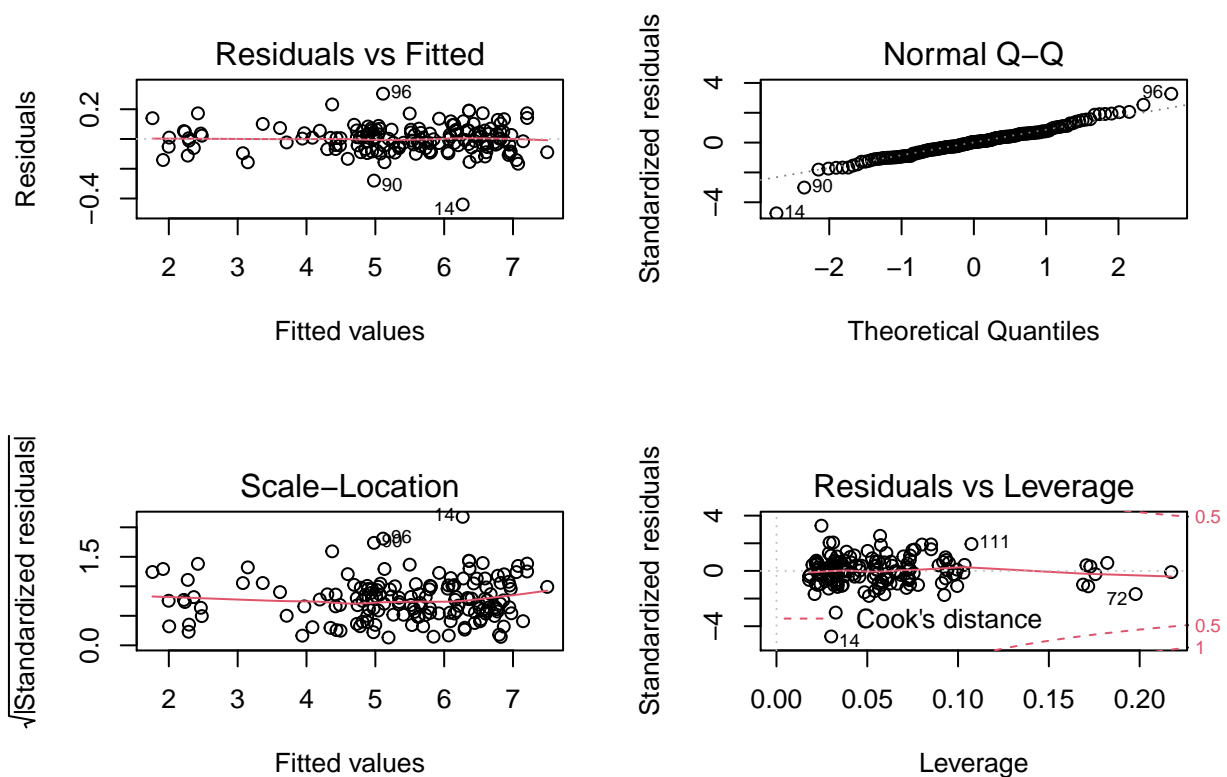 Residuals vs Fitted
Residuals
0.2
−0.4
96
90
14
2 3 4 5 6 7
Fitted values
Normal Q−Q
Standardized residuals
4
0
−4
96
90
14
−2 −1 0 1 2
Theoretical Quantiles
Scale−Location
√|Standardized residuals|
1.5
0.0
14
96
90
2 3 4 5 6 7
Fitted values
Residuals vs Leverage
Standardized residuals
4
0
−4
0.5
111
72
Cook's distance
14
0.5
1
0.00 0.05 0.10 0.15 0.20
Leverage